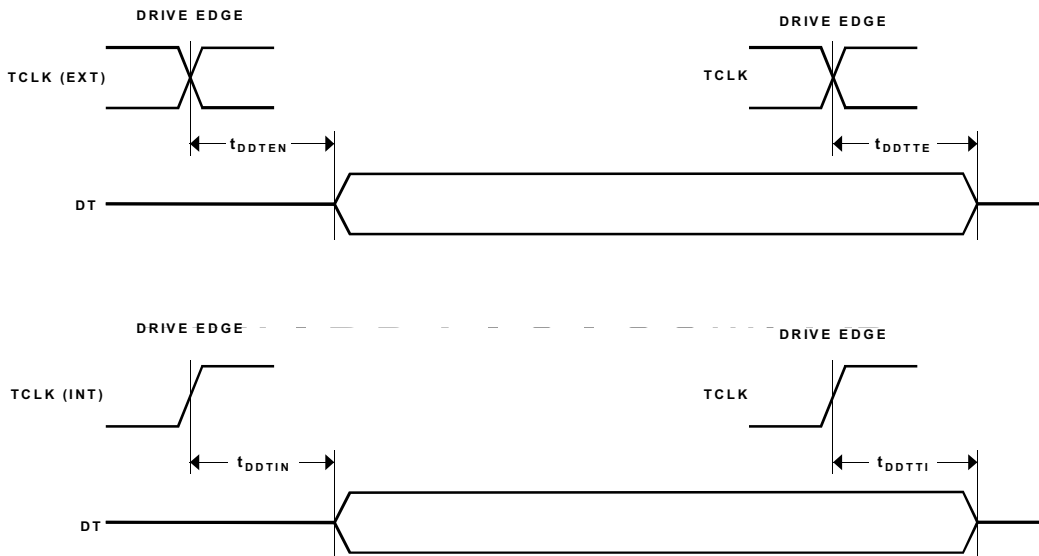 DRIVE EDGE
DRIVE EDGE
TCLK (EXT)
TCLK
tDDTEN
tDDTTE
DT
DRIVE EDGE
DRIVE EDGE
TCLK (INT)
TCLK
tDDTIN
tDDTTI
DT